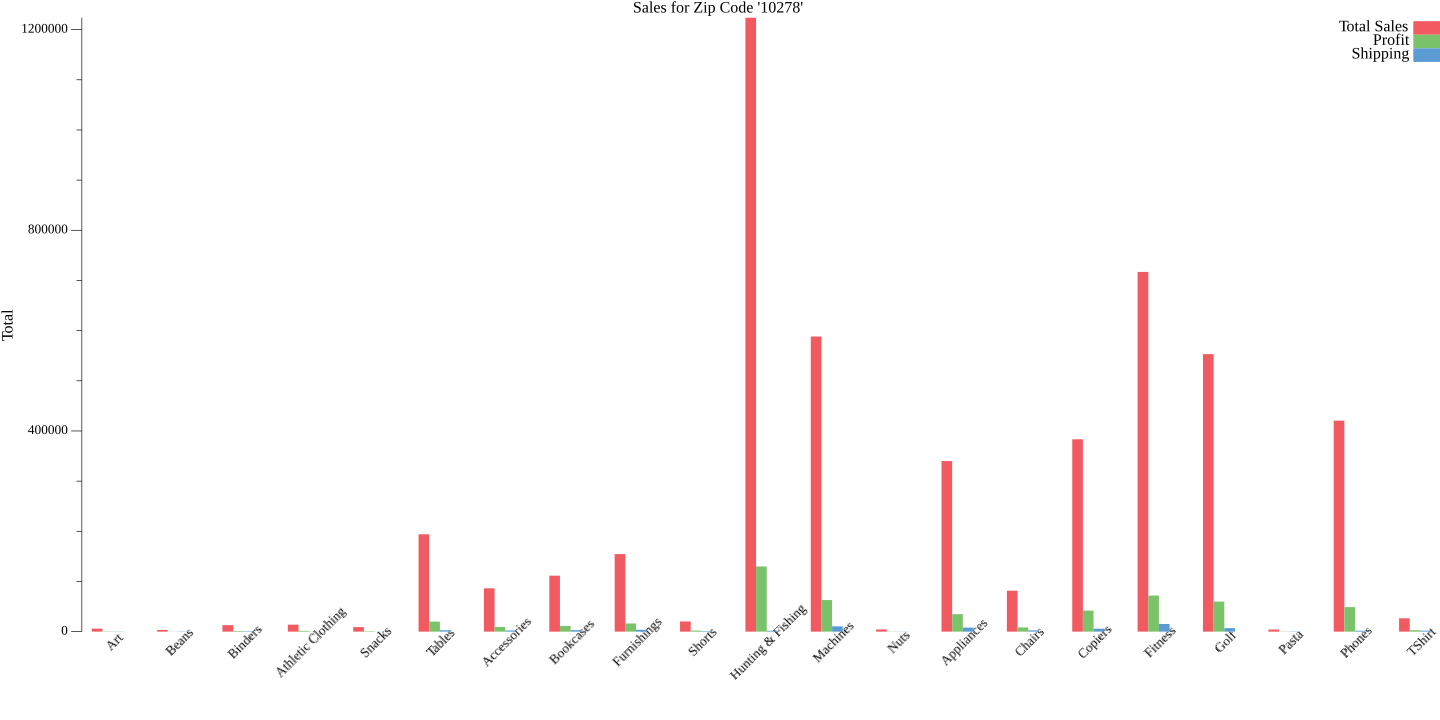 Sales for Zip Code '10278'
Total Sales
Profit
Shipping
1200000
800000
400000
0
Total
Art
Beans
Binders
Athletic Clothing
Snacks
Tables
Accessories
Bookcases
Furnishings
Shorts
Hunting & Fishing
Machines
Nuts
Appliances
Chairs
Copiers
Fitness
Golf
Pasta
Phones
TShirt